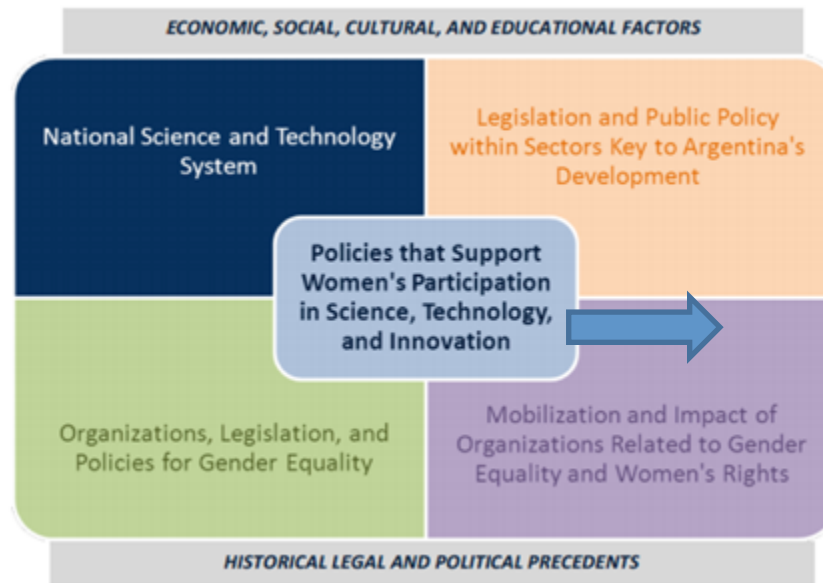 ECONOMIC, SOCIAL, CULTURAL, AND EDUCATIONAL FACTORS
National Science and Technology
System
Legislation and Public Policy
within Sectors Key to Argentina's
Development
Policies that Support
Women's Participation
in Science, Technology,
and Innovation
Organizations, Legislation, and
Policies for Gender Equality
Mobilization and Impact of
Organizations Related to Gender
Equality and Women's Rights
HISTORICAL LEGAL AND POLITICAL PRECEDENTS